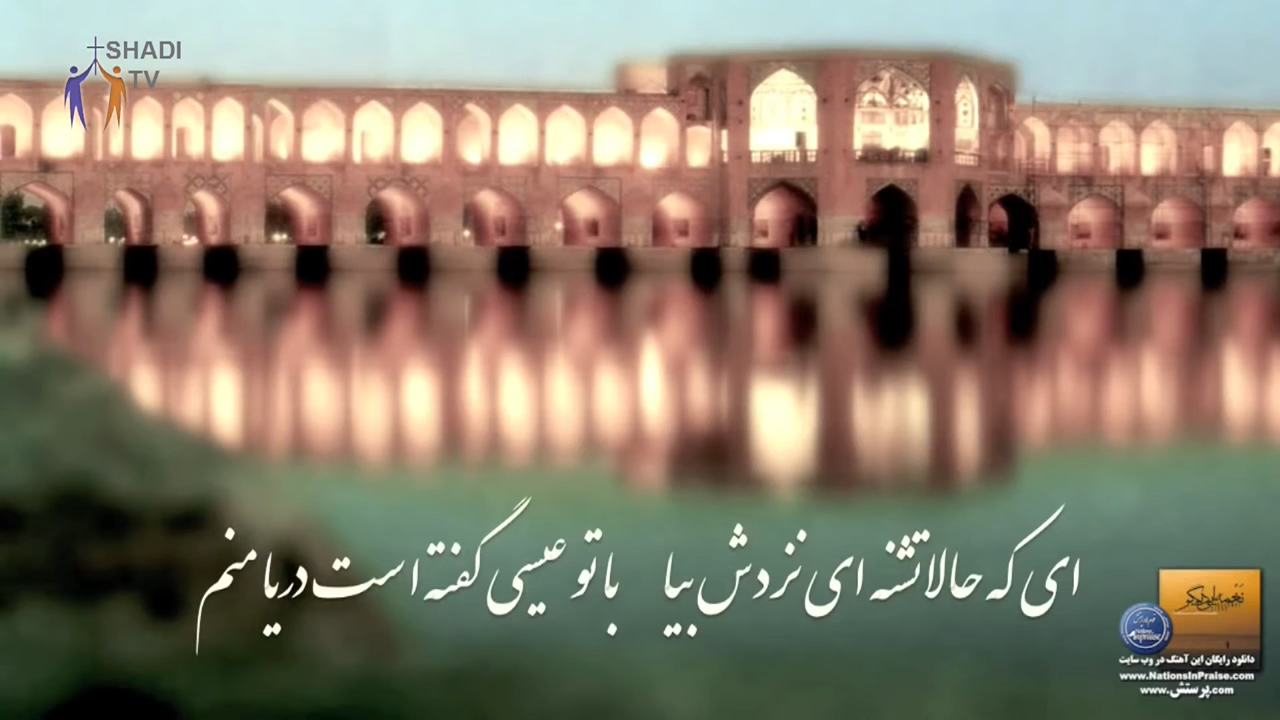 SHADI
TV
ای که حالا تشنه ای نزدش بیا با تو عیسی گفته است دریا منم
دانلود رایگان این آهنگ در وب سایت
www.NationsInPraise.com
www.پرستش.com